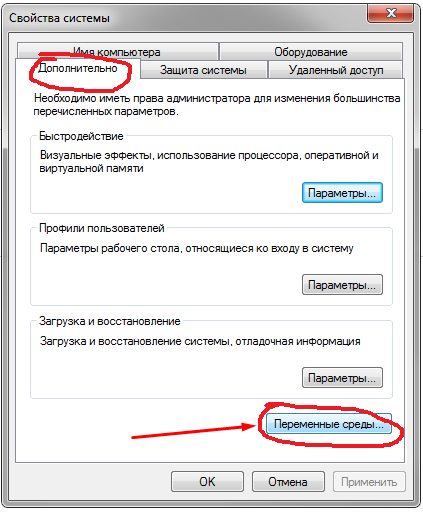 Свойства системы
Имя компьютера
Оборудование
Дополнительно
Защита системы
Удаленный доступ
Необходимо иметь права администратора для изменения большинства
перечисленных параметров.
Быстродействие
Визуальные эффекты, использование процессора, оперативной и
виртуальной памяти
Параметры...
Профили пользователей
Параметры рабочего стола, относящиеся ко входу в систему
Параметры...
Загрузка и восстановление
Загрузка и восстановление системы, отладочная информация
Параметры...
Переменные среды...
OK
Отмена
Применить